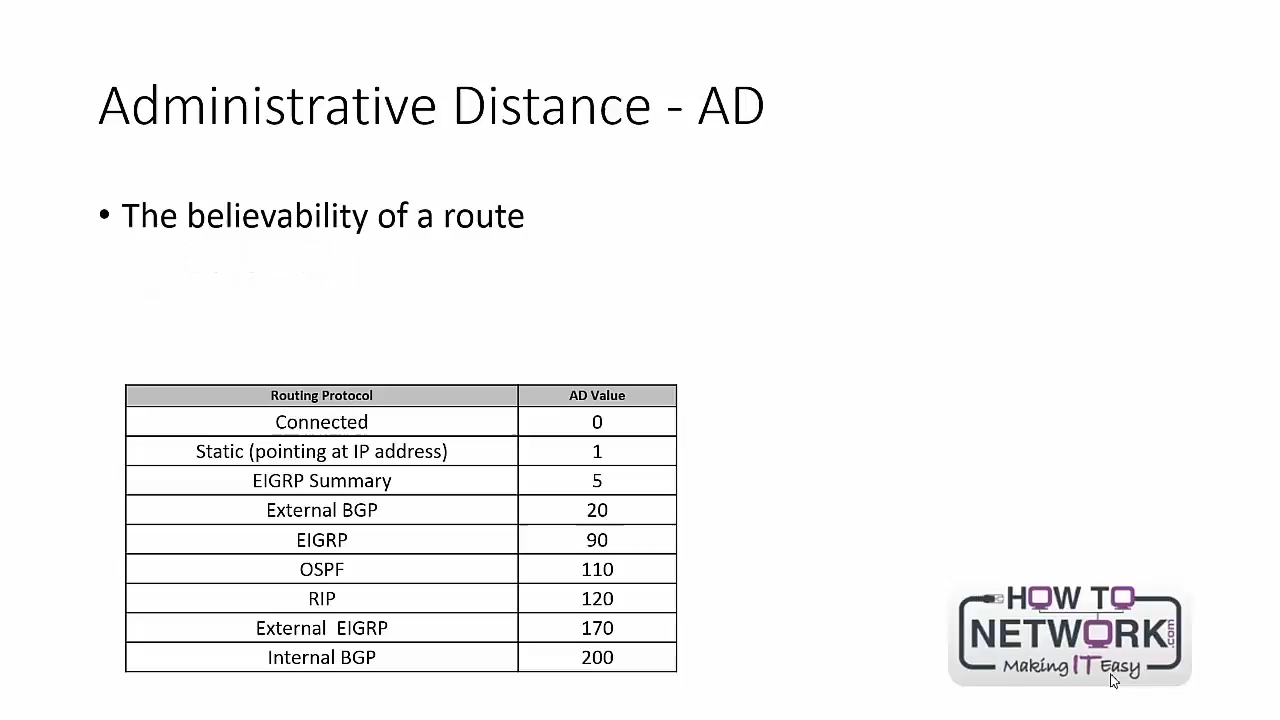 Administrative Distance - AD
• The believability of a route
Routing Protocol AD Value
Connected 0
Static (pointing at IP address) 1
EIGRP Summary 5
External BGP 20
EIGRP 90
OSPF 110
RIP 120
External EIGRP 170
Internal BGP 200
HOW TO
NETWORK.com
Making IT Easy